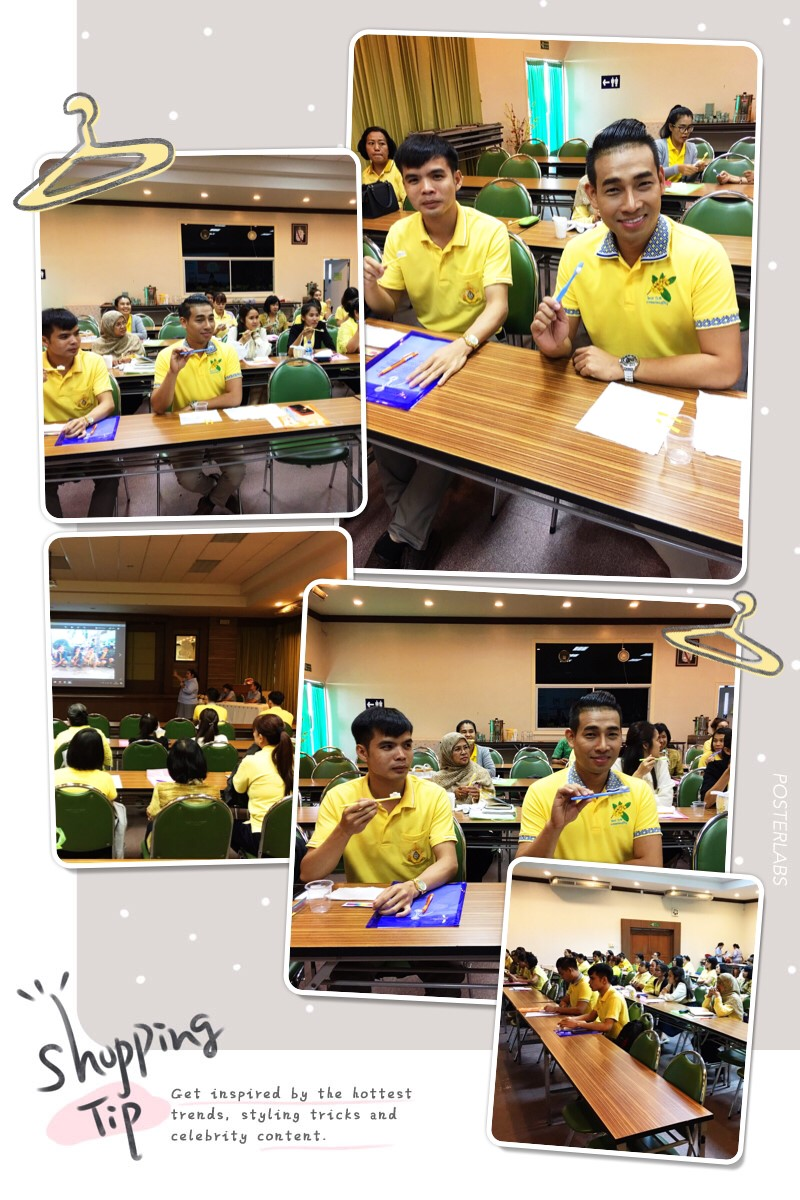 POSTERLABS
Shopping
Tip
Get inspired by the hottest
trends, styling tricks and
celebrity content.